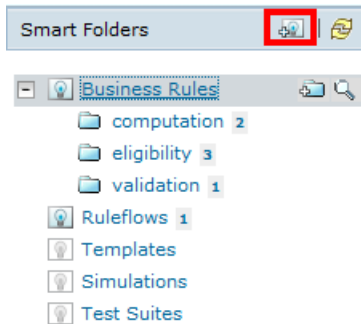 Smart Folders
Business Rules
computation 2
eligibility 3
validation 1
Ruleflows 1
Templates
Simulations
Test Suites